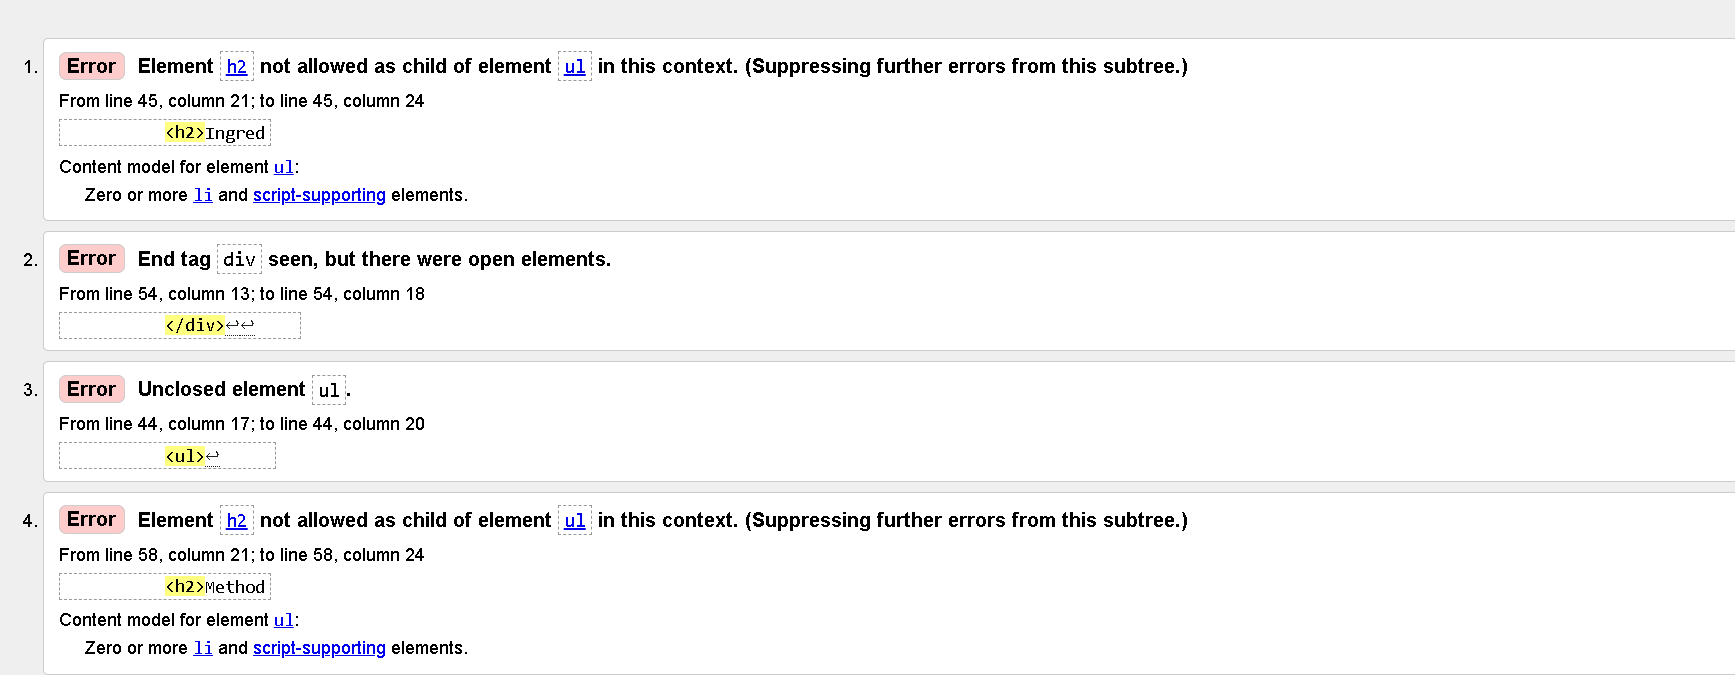 1. Error Element h2 not allowed as child of element ul in this context. (Suppressing further errors from this subtree.)
From line 45, column 21; to line 45, column 24
<h2>Ingred
Content model for element ul:
Zero or more li and script-supporting elements.
2. Error End tag div seen, but there were open elements.
From line 54, column 13; to line 54, column 18
</div>↩↩
3. Error Unclosed element ul.
From line 44, column 17; to line 44, column 20
<ul>↩
4. Error Element h2 not allowed as child of element ul in this context. (Suppressing further errors from this subtree.)
From line 58, column 21; to line 58, column 24
<h2>Method
Content model for element ul:
Zero or more li and script-supporting elements.